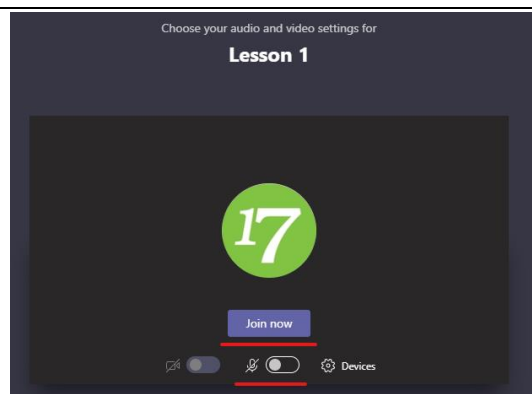 Choose your audio and video settings for
Lesson 1
17
Join now
Devices